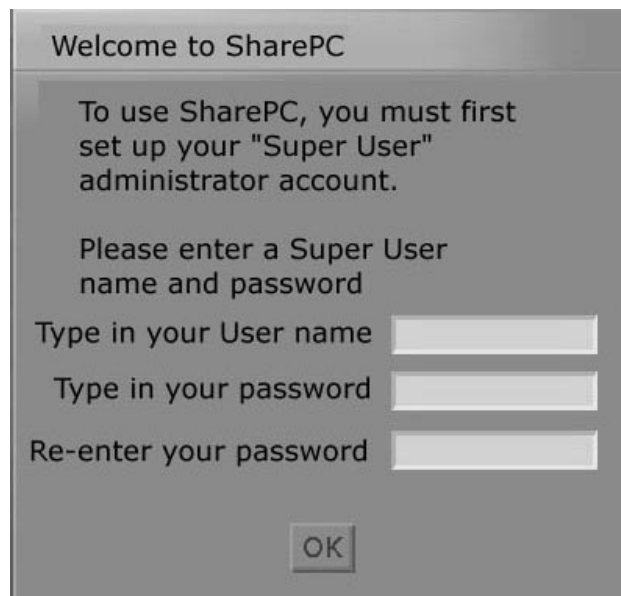 Welcome to SharePC
To use SharePC, you must first
set up your "Super User"
administrator account.
Please enter a Super User
name and password
Type in your User name
Type in your password
Re-enter your password
OK